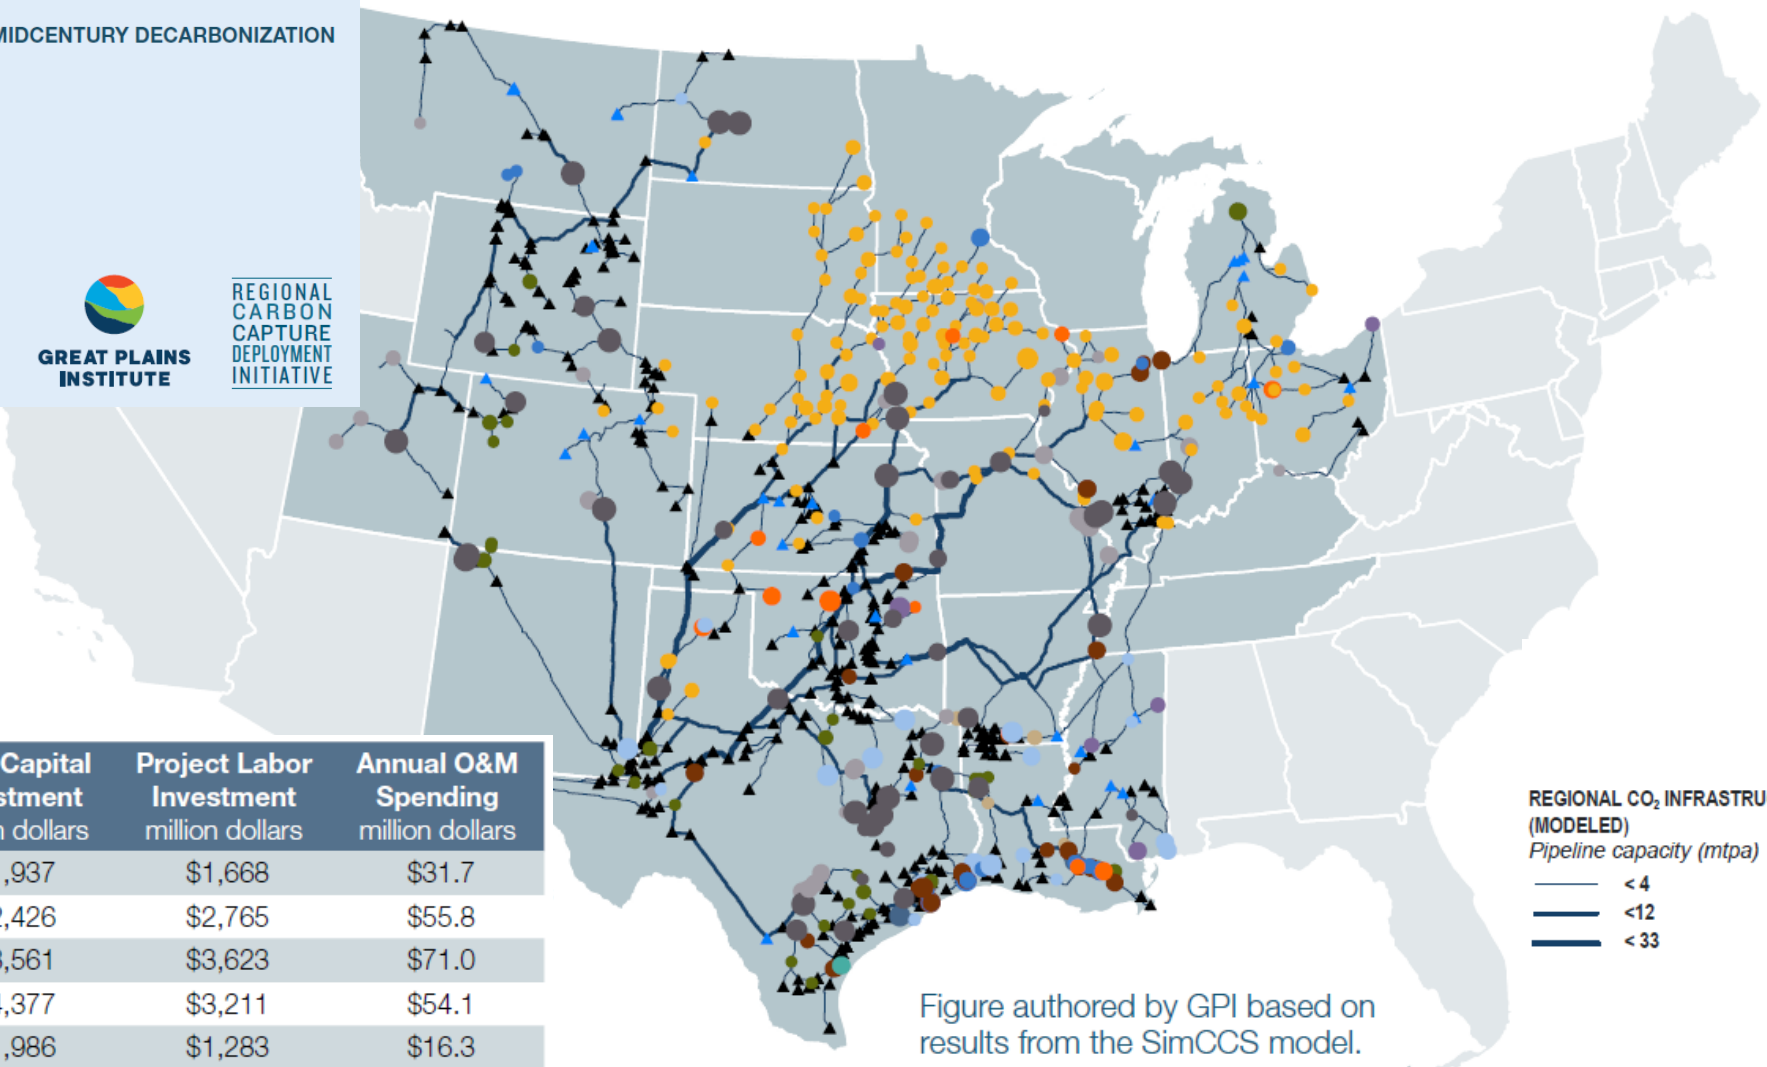 MIDCENTURY DECARBONIZATION
GREAT PLAINS
INSTITUTE
REGIONAL
CARBON
CAPTURE
DEPLOYMENT
INITIATIVE
Capital Project Labor Annual O&M
stment Investment Spending
dollars million dollars million dollars
,937 $1,668 $31.7
,426 $2,765 $55.8
,561 $3,623 $71.0
,377 $3,211 $54.1
,986 $1,283 $16.3
REGIONAL CO₂ INFRASTRU
(MODELED)
Pipeline capacity (mtpa)
< 4
<12
< 33
Figure authored by GPI based on
results from the SimCCS model.